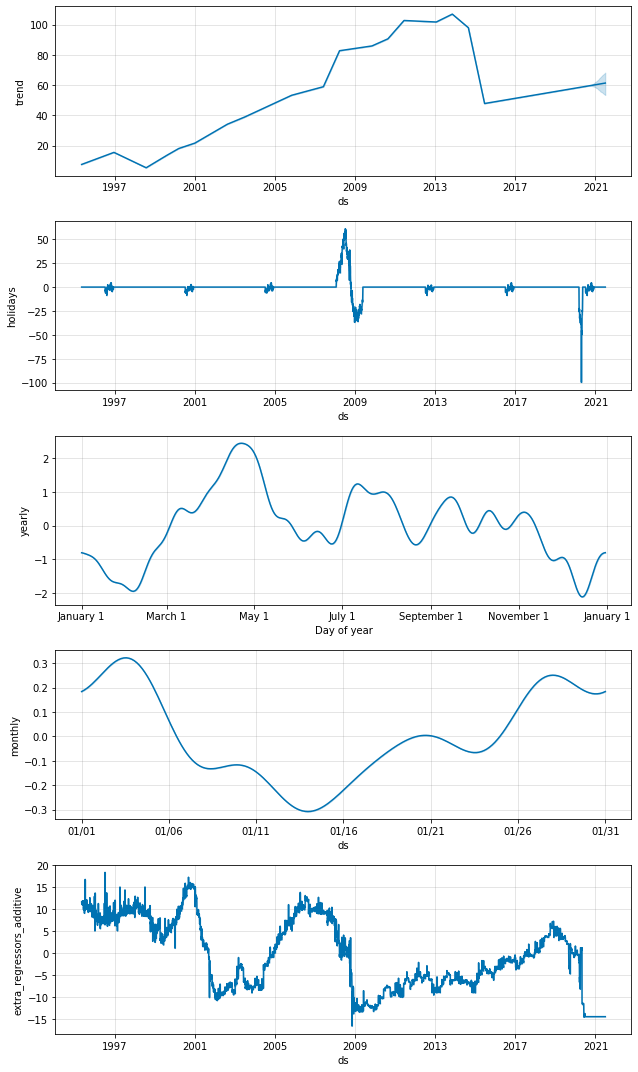 100
80
60
40
20
trend
1997 2001 2005 2009 2013 2017 2021
ds
50
25
0
−25
−50
−75
−100
holidays
1997 2001 2005 2009 2013 2017 2021
ds
2
1
0
−1
−2
yearly
January 1 March 1 May 1 July 1 September 1 November 1 January 1
Day of year
0.3
0.2
0.1
0.0
−0.1
−0.2
−0.3
monthly
01/01 01/06 01/11 01/16 01/21 01/26 01/31
ds
20
15
10
5
0
−5
−10
−15
extra_regressors_additive
1997 2001 2005 2009 2013 2017 2021
ds